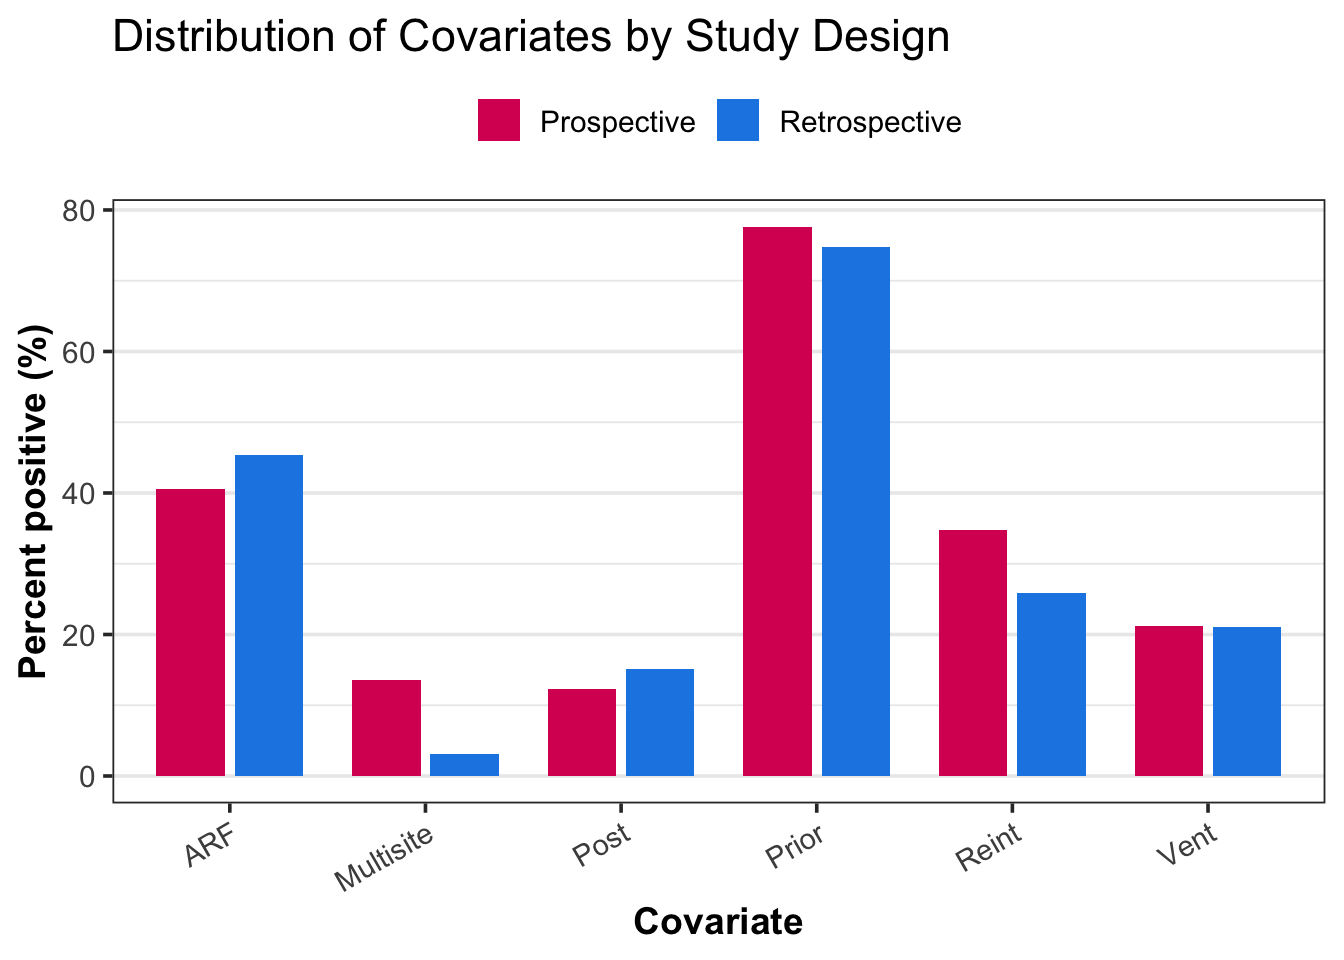 Distribution of Covariates by Study Design
Prospective Retrospective
Percent positive (%)
80
60
40
20
0
ARF Multisite Post Prior Reint Vent
Covariate